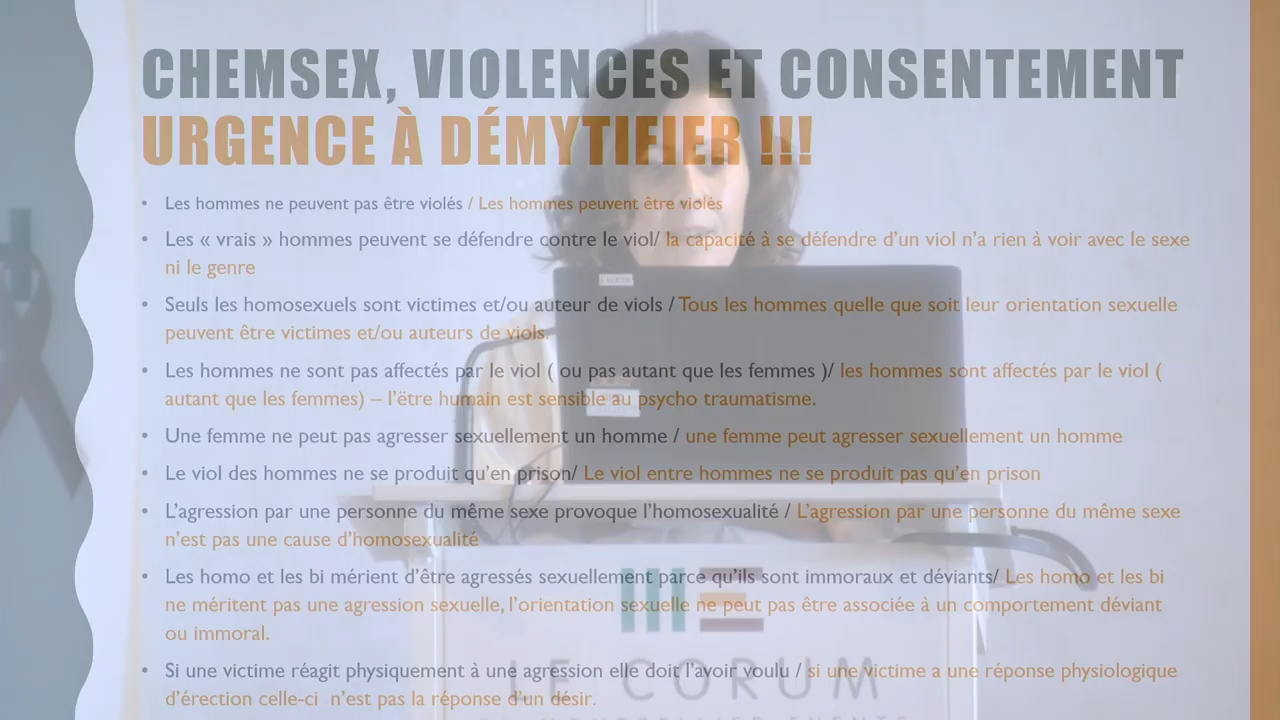 CHEMSEX, VIOLENCES ET CONSENTEMENT
URGENCE À DÉMYTIFIER !!!
• Les hommes ne peuvent pas être violés / Les hommes peuvent être violés
• Les « vrais » hommes peuvent se défendre contre le viol/ la capacité à se défendre d'un viol n'a rien à voir avec le sexe
ni le genre
• Seuls les homosexuels sont victimes et/ou auteur de viols / Tous les hommes quelle que soit leur orientation sexuelle
peuvent être victimes et/ou auteurs de viols.
• Les hommes ne sont pas affectés par le viol ( ou pas autant que les femmes )/ les hommes sont affectés par le viol (
autant que les femmes) – l'ëtre humain est sensible au psycho traumatisme.
• Une femme ne peut pas agresser sexuellement un homme / une femme peut agresser sexuellement un homme
• Le viol des hommes ne se produit qu'en prison/ Le viol entre hommes ne se produit pas qu'en prison
• L'agression par une personne du même sexe provoque l'homosexualité / L'agression par une personne du même sexe
n'est pas une cause d'homosexualité
• Les homo et les bi mérient d'être agressés sexuellement parce qu'ils sont immoraux et déviants/ Les homo et les bi
ne méritent pas une agression sexuelle, l'orientation sexuelle ne peut pas être associée à un comportement déviant
ou immoral.
• Si une victime réagit physiquement à une agression elle doit l'avoir voulu / si une victime a une réponse physiologique
d'érection celle-ci n'est pas la réponse d'un désir.
LE CORUM